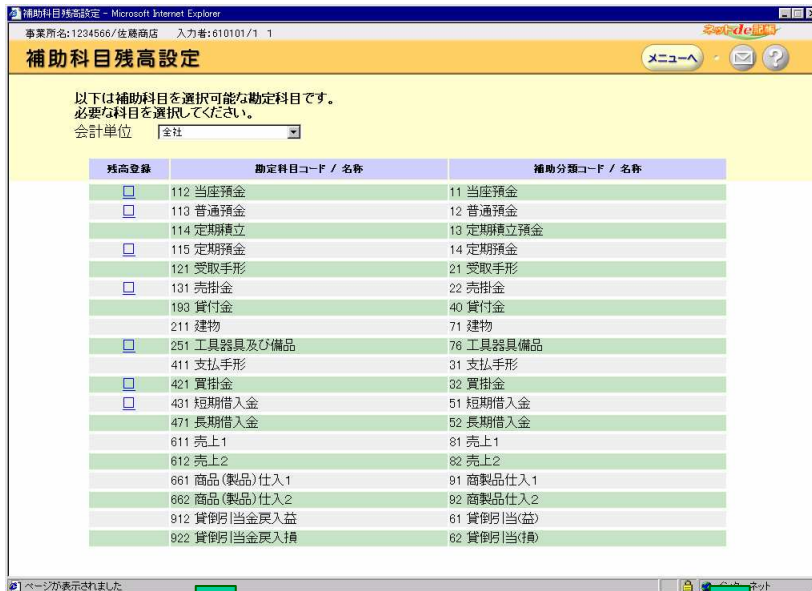 補助科目残高設定 - Microsoft Internet Explorer
事業所名:1234566/佐藤商店 入力者:610101/1 1
ネットde記帳
補助科目残高設定
メニューへ
?
以下は補助科目を選択可能な勘定科目です。
必要な科目を選択してください。
会計単位 全社
残高登録 勘定科目コード / 名称 補助分類コード / 名称
□ 112 当座預金 11 当座預金
□ 113 普通預金 12 普通預金
114 定期積立 13 定期積立預金
□ 115 定期預金 14 定期預金
121 受取手形 21 受取手形
□ 131 売掛金 22 売掛金
193 貸付金 40 貸付金
211 建物 71 建物
□ 251 工具器具及び備品 76 工具器具備品
411 支払手形 31 支払手形
□ 421 買掛金 32 買掛金
□ 431 短期借入金 51 短期借入金
471 長期借入金 52 長期借入金
611 売上1 81 売上1
612 売上2 82 売上2
661 商品(製品)仕入1 91 商製品仕入1
662 商品(製品)仕入2 92 商製品仕入2
912 貸倒引当金戻入益 61 貸倒引当(益)
922 貸倒引当金戻入損 62 貸倒引当(損)
ページが表示されました
インターネット